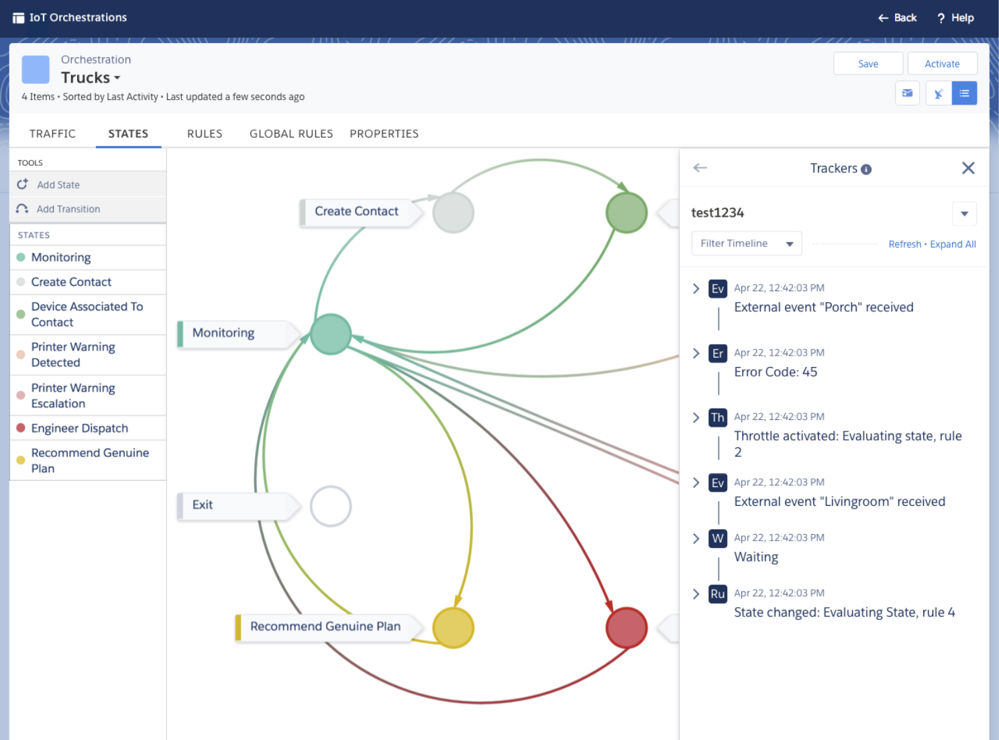 IoT Orchestrations
← Back
? Help
Orchestration
Trucks
4 Items • Sorted by Last Activity • Last updated a few seconds ago
Save
Activate
TRAFFIC
STATES
RULES
GLOBAL RULES
PROPERTIES
TOOLS
Add State
Add Transition
STATES
Monitoring
Create Contact
Device Associated To
Contact
Printer Warning
Detected
Printer Warning
Escalation
Engineer Dispatch
Recommend Genuine
Plan
Create Contact
Monitoring
Exit
Recommend Genuine Plan
Trackers
test1234
Filter Timeline
Refresh • Expand All
Ev Apr 22, 12:42:03 PM
External event "Porch" received
Er Apr 22, 12:42:03 PM
Error Code: 45
Th Apr 22, 12:42:03 PM
Throttle activated: Evaluating state, rule
2
Ev Apr 22, 12:42:03 PM
External event "Livingroom" received
W Apr 22, 12:42:03 PM
Waiting
Ru Apr 22, 12:42:03 PM
State changed: Evaluating State, rule 4